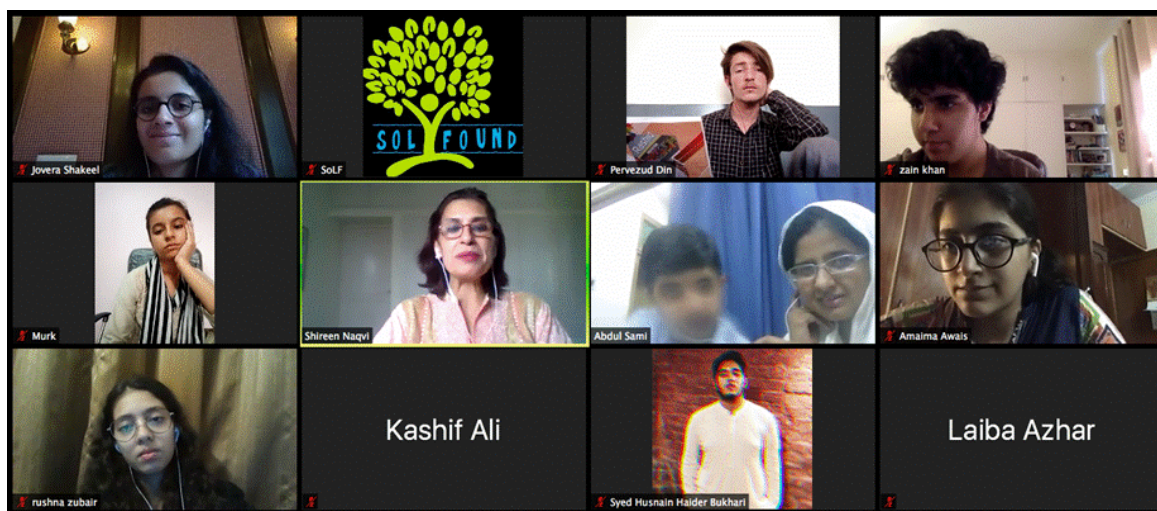 Jovera Shakeel
SOL FOUND
SoLF
Pervezud Din
zain khan
Murk
Shireen Naqvi
Abdul Sami
Amaima Awais
rushna zubair
Kashif Ali
Syed Husnain Haider Bukhari
Laiba Azhar